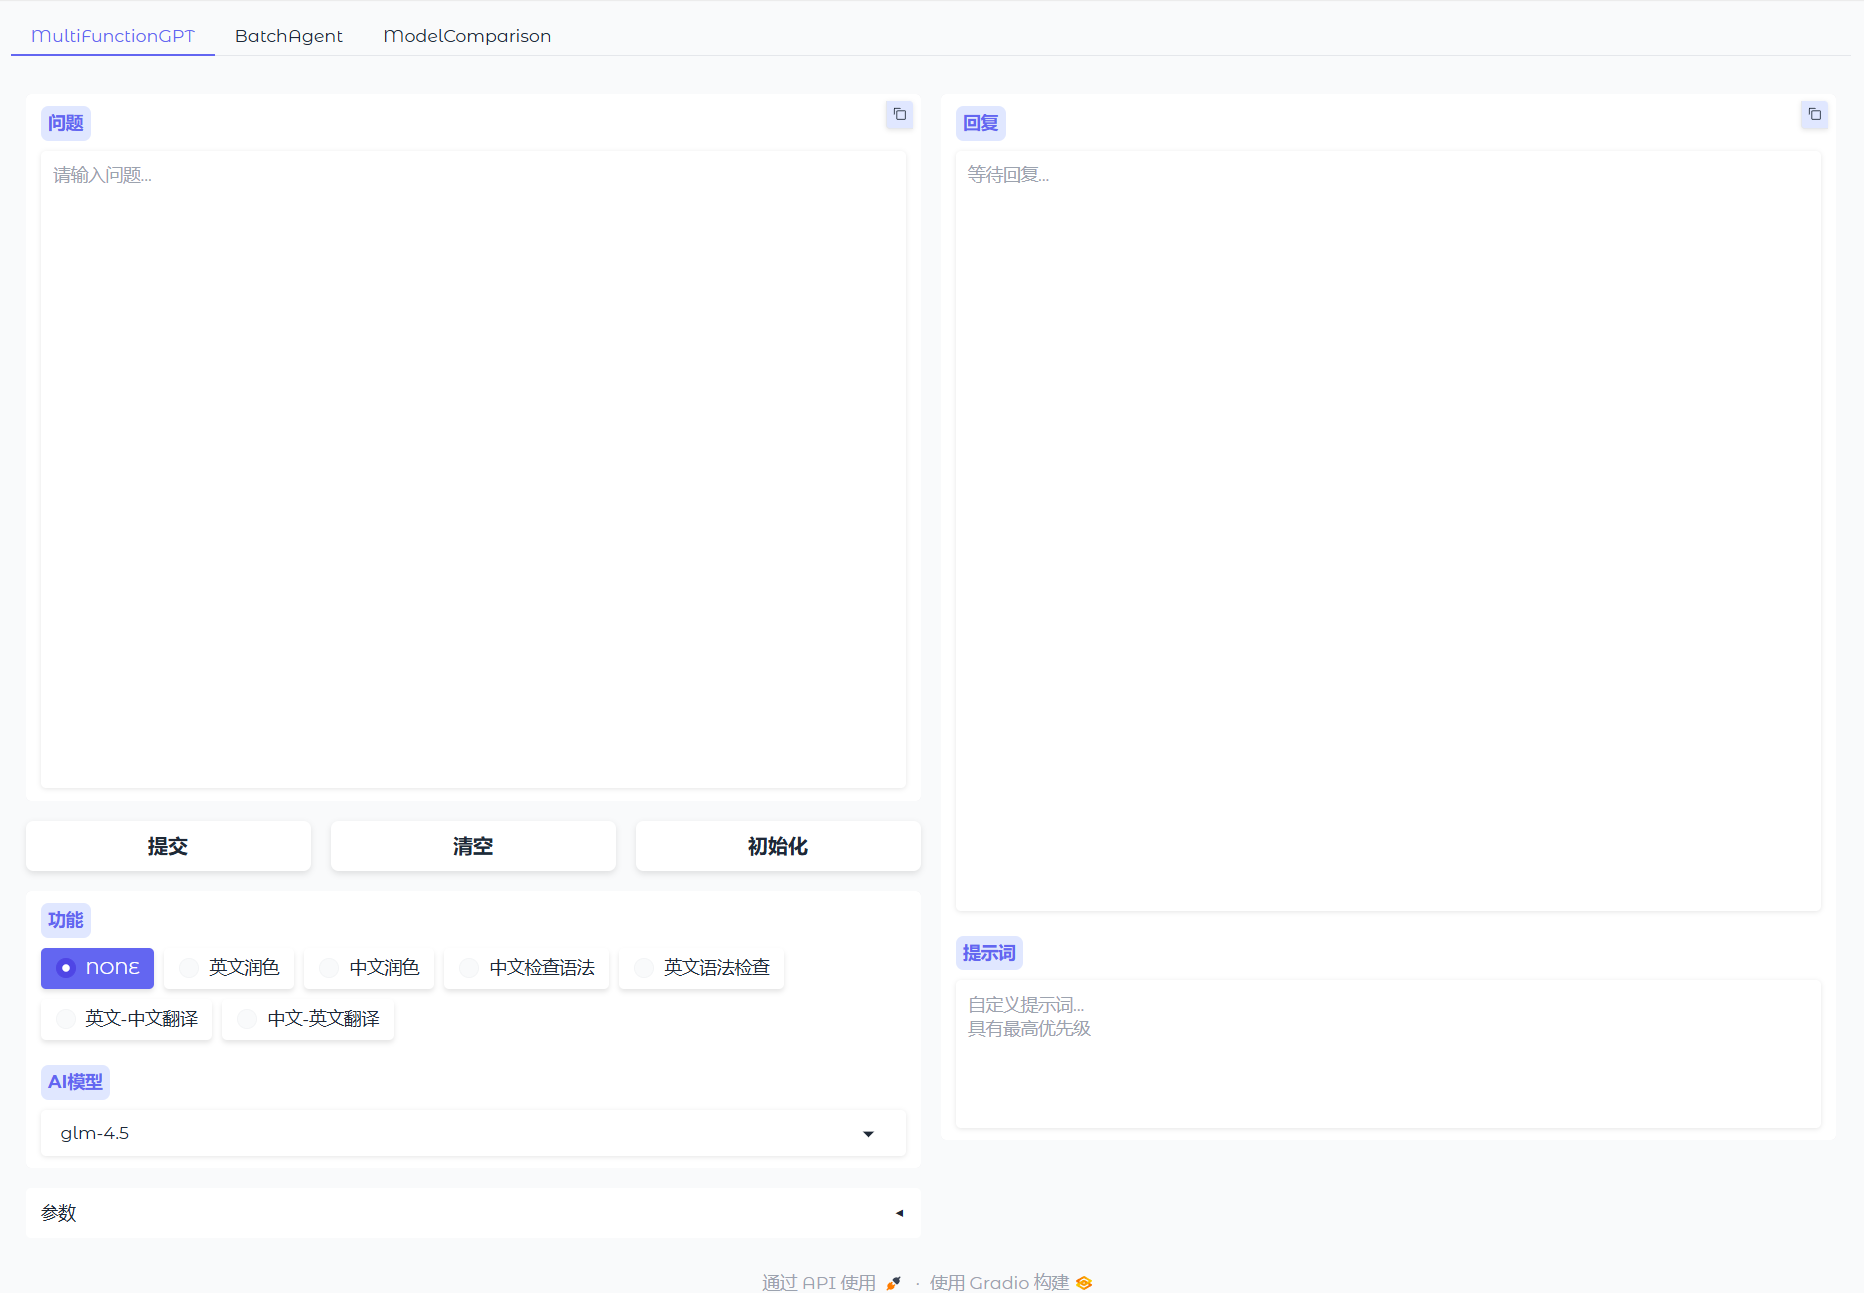 MultiFunctionGPT BatchAgent ModelComparison
问题
请输入问题...
提交 清空 初始化
功能
NONE 英文润色 中文润色 中文检查语法 英文语法检查
英文-中文翻译 中文-英文翻译
AI模型
glm-4.5
参数
回复
等待回复...
提示词
自定义提示词...
具有最高优先级
通过 API 使用 · 使用 Gradio 构建